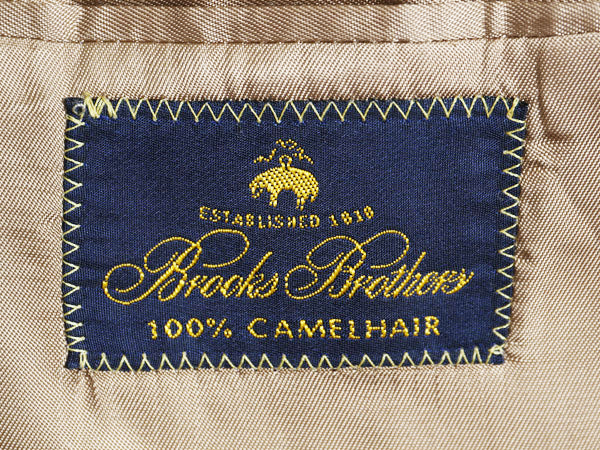 ESTABLISHED 1818
Brooks Brothers
100% CAMELHAIR